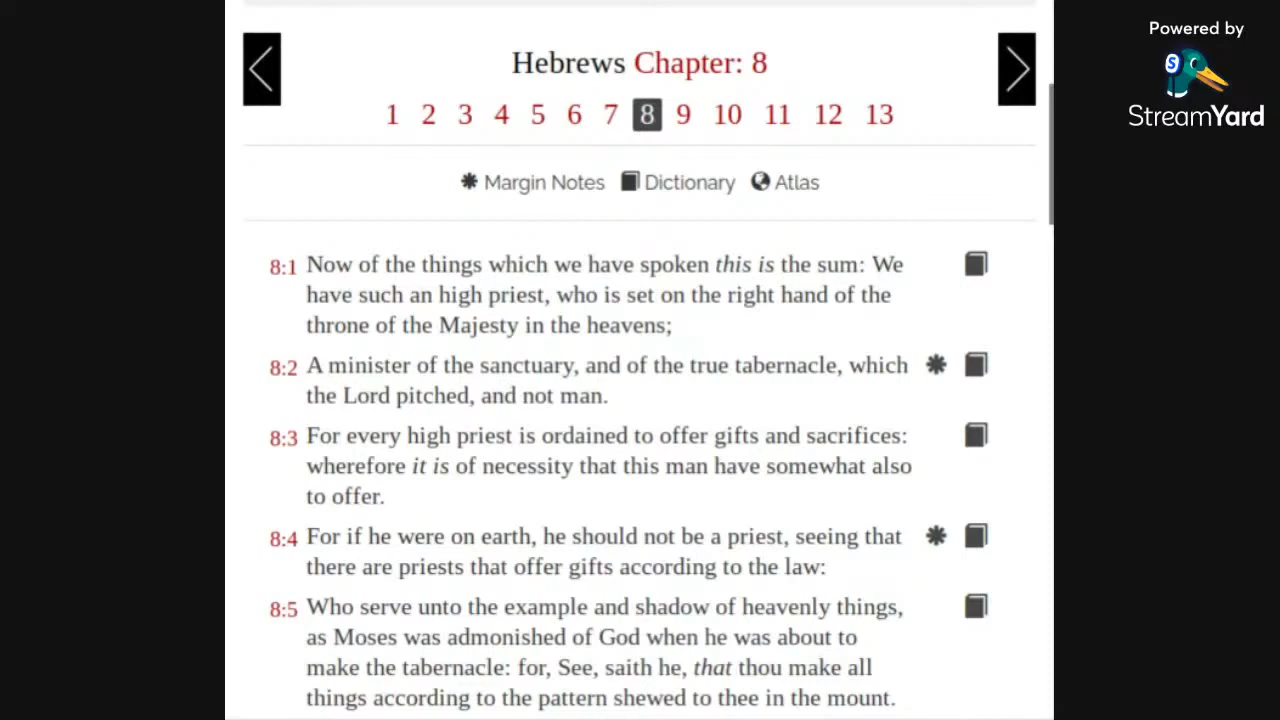 Powered by
S
StreamYard
Hebrews Chapter: 8
1 2 3 4 5 6 7 8 9 10 11 12 13
Margin Notes Dictionary Atlas
8:1 Now of the things which we have spoken this is the sum: We
have such an high priest, who is set on the right hand of the
throne of the Majesty in the heavens;
8:2 A minister of the sanctuary, and of the true tabernacle, which
the Lord pitched, and not man.
8:3 For every high priest is ordained to offer gifts and sacrifices:
wherefore it is of necessity that this man have somewhat also
to offer.
8:4 For if he were on earth, he should not be a priest, seeing that
there are priests that offer gifts according to the law:
8:5 Who serve unto the example and shadow of heavenly things,
as Moses was admonished of God when he was about to
make the tabernacle: for, See, saith he, that thou make all
things according to the pattern shewed to thee in the mount.